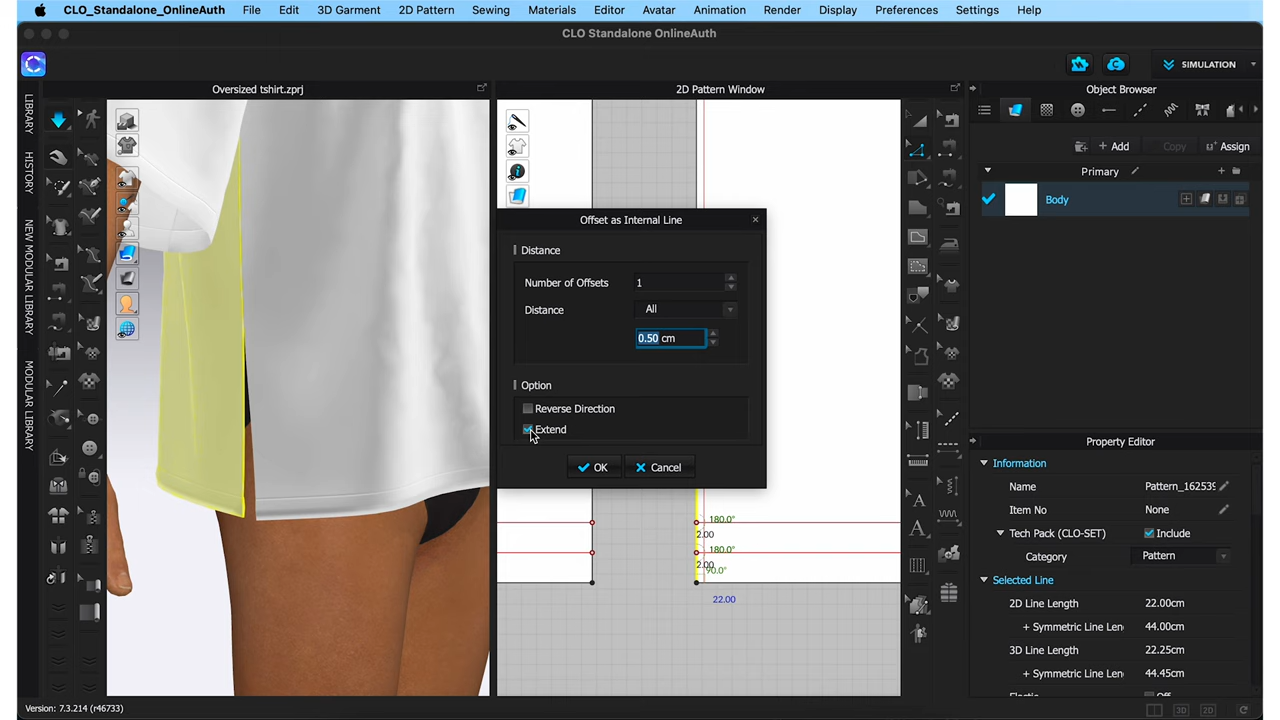 CLO_Standalone_OnlineAuth File Edit 3D Garment 2D Pattern Sewing Materials Editor Avatar Animation Render Display Preferences Settings Help
CLO Standalone OnlineAuth
SIMULATION
LIBRARY
HISTORY
NEW MODULAR LIBRARY
MODULAR LIBRARY
Oversized tshirt.zprj
2D Pattern Window
Offset as Internal Line
Distance
Number of Offsets 1
Distance All
0.50 cm
Option
Reverse Direction
Extend
OK Cancel
180.0°
2.00
180.0°
2.00
90.0°
22.00
Object Browser
+ Add Copy Assign
Primary
Body
Property Editor
Information
Name Pattern_162539
Item No None
Tech Pack (CLO-SET) Include
Category Pattern
Selected Line
2D Line Length 22.00cm
+ Symmetric Line Len 44.00cm
3D Line Length 22.25cm
+ Symmetric Line Len 44.45cm
Version: 7.3.214 (r46733)
3D 2D